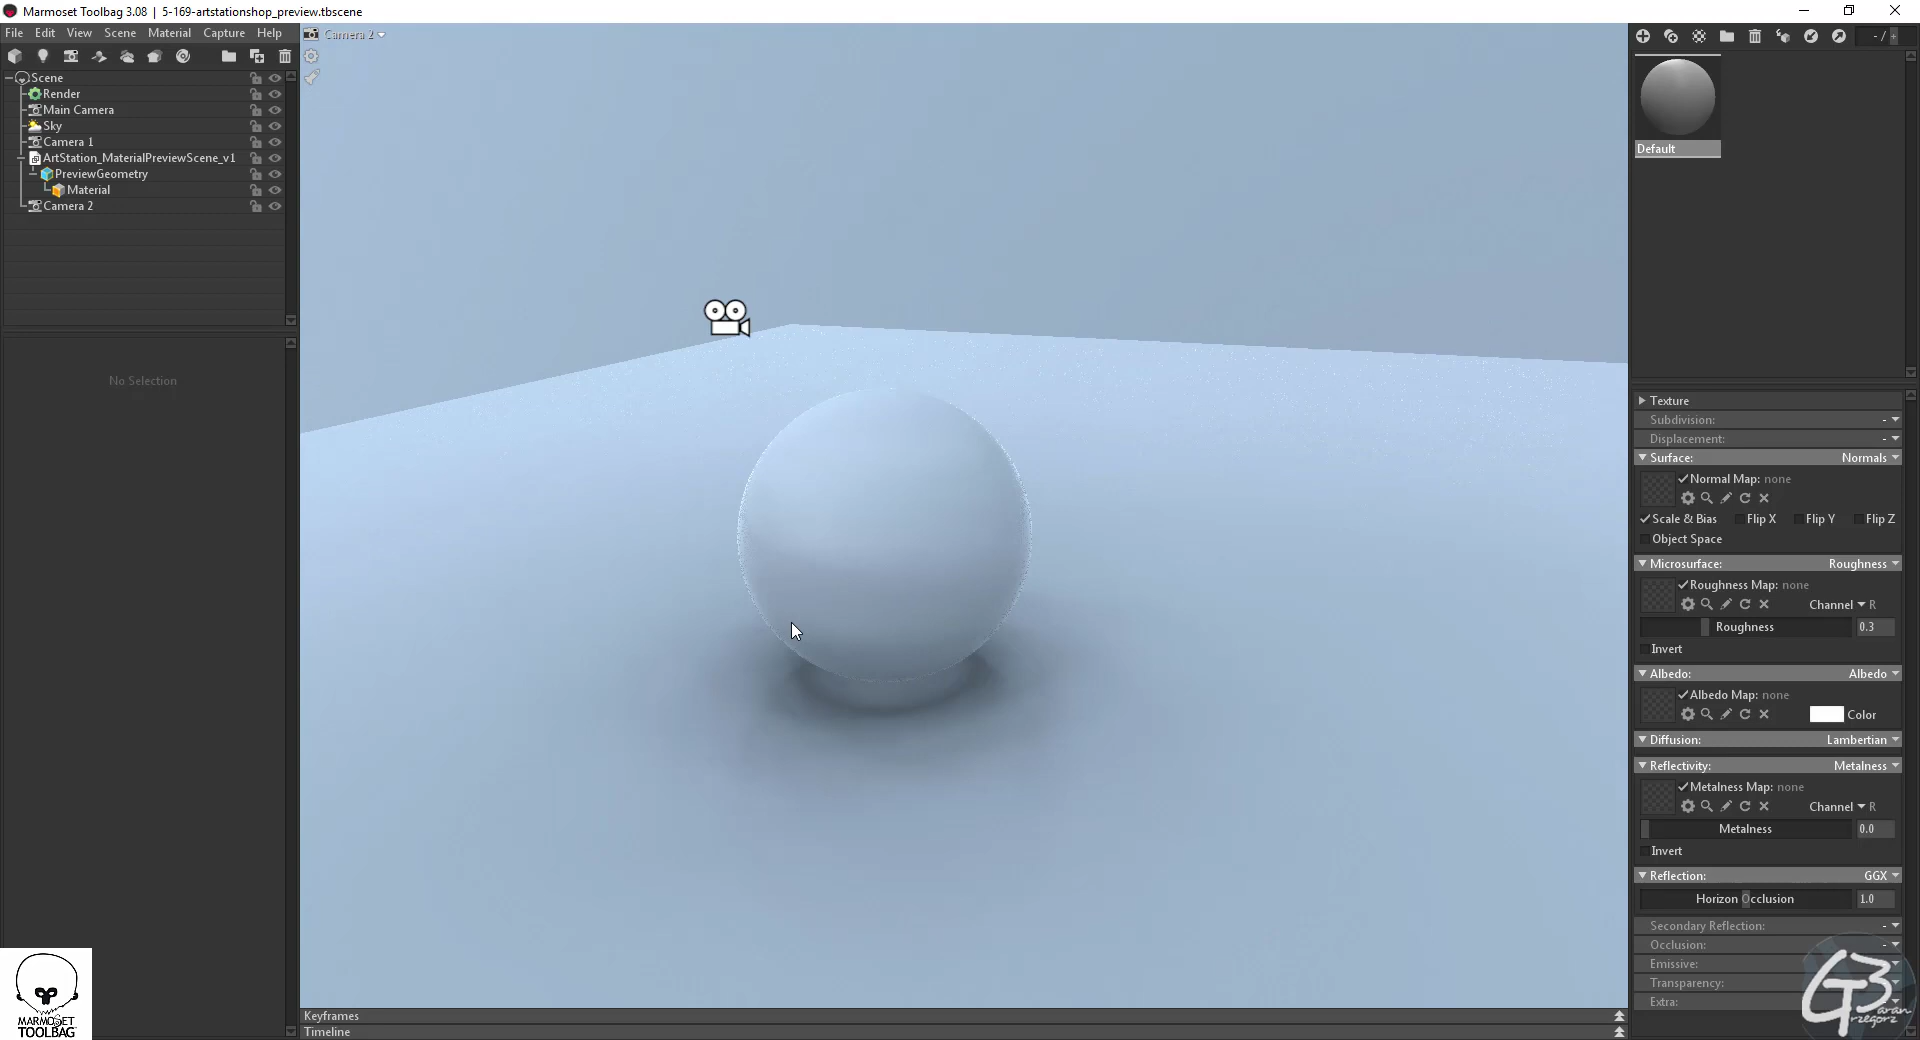 Marmoset Toolbag 3.08 | 5-169-artstationshop_preview.tbscene
File Edit View Scene Material Capture Help
Camera 2
- / +
Scene
Render
Main Camera
Sky
Camera 1
ArtStation_MaterialPreviewScene_v1
PreviewGeometry
Material
Camera 2
Default
No Selection
Texture
Subdivision: -
Displacement: -
Surface: Normals
Normal Map: none
Scale & Bias Flip X Flip Y Flip Z
Object Space
Microsurface: Roughness
Roughness Map: none
Channel R
Roughness 0.3
Invert
Albedo: Albedo
Albedo Map: none
Color
Diffusion: Lambertian
Reflectivity: Metalness
Metalness Map: none
Channel R
Metalness 0.0
Invert
Reflection: GGX
Horizon Occlusion 1.0
Secondary Reflection: -
Occlusion: -
Emissive:
Transparency:
Extra:
Keyframes
Timeline
MARMOSET
TOOLBAG
G3
aran
rzegorz